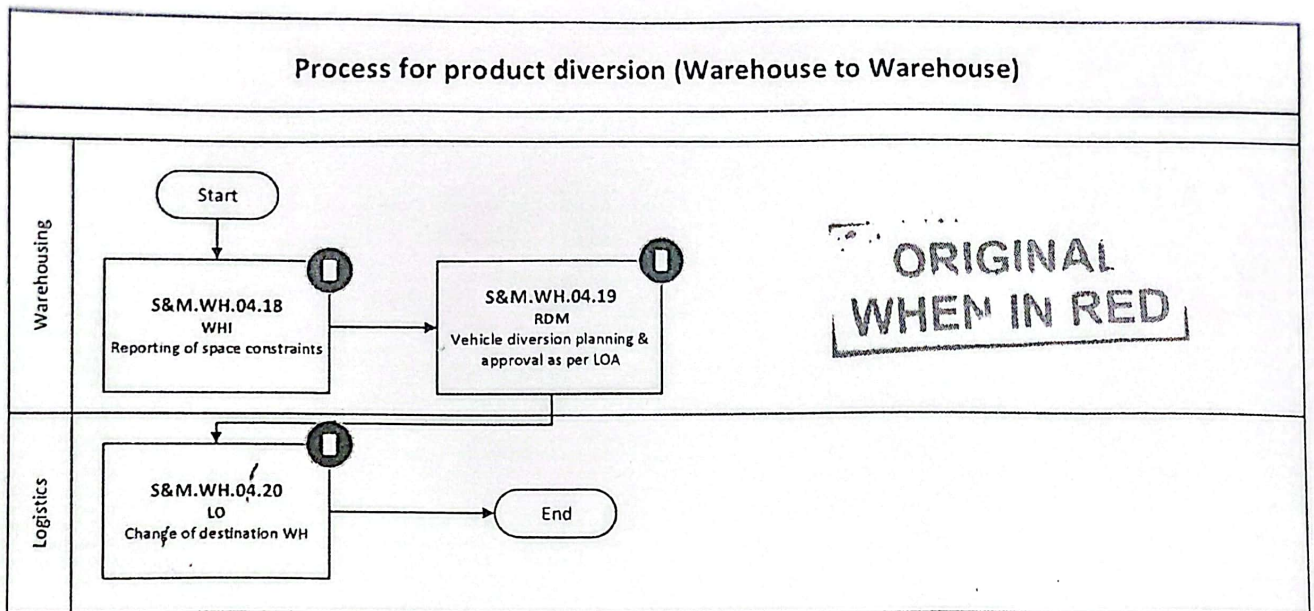 Process for product diversion (Warehouse to Warehouse)
Warehousing
Start
S&M.WH.04.18
WHI
Reporting of space constraints
S&M.WH.04.19
RDM
Vehicle diversion planning &
approval as per LOA
ORIGINAL
WHEN IN RED
Logistics
S&M.WH.04.20
LO
Change of destination WH
End